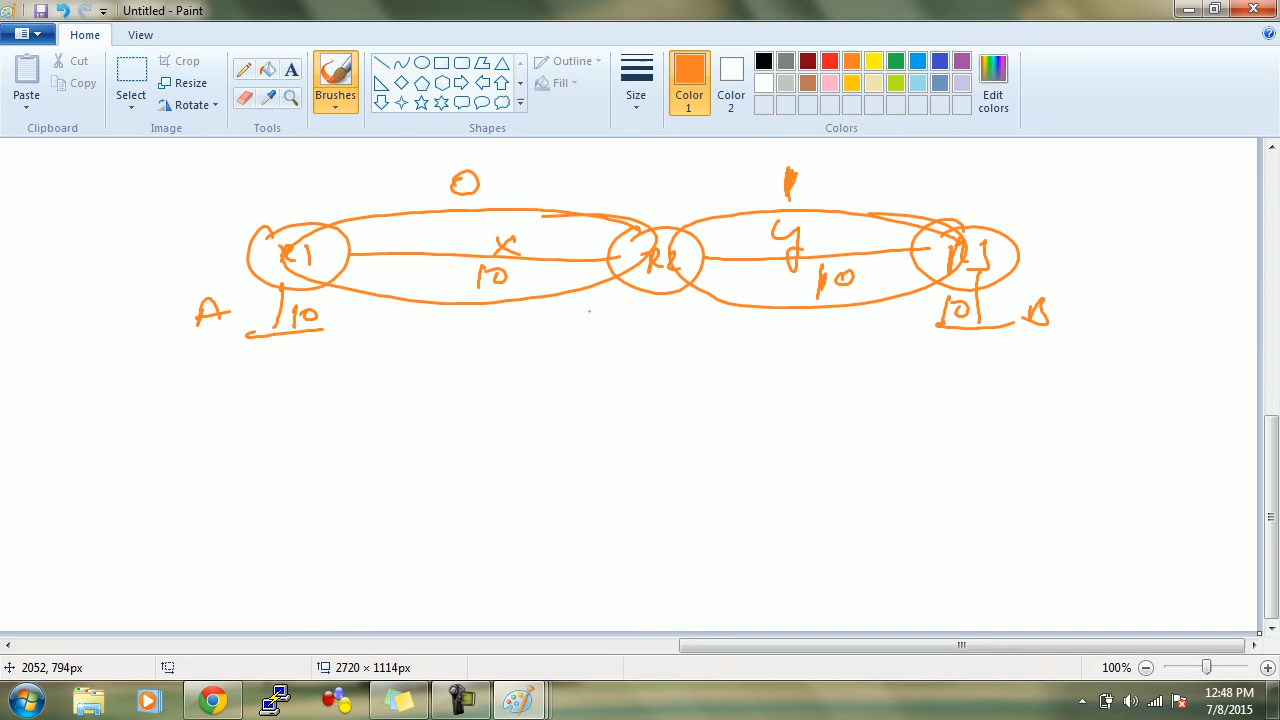 Untitled - Paint
Home View
Paste
Cut
Copy
Clipboard
Select
Crop
Resize
Rotate
Image
A
Tools
Brushes
Outline
Fill
Shapes
Size
Color 1
Color 2
Edit colors
Colors
0 1
R1 X R2 y
10 10
A 10 10 B
2052, 794px 2720 × 1114px 100%
12:48 PM
7/8/2015